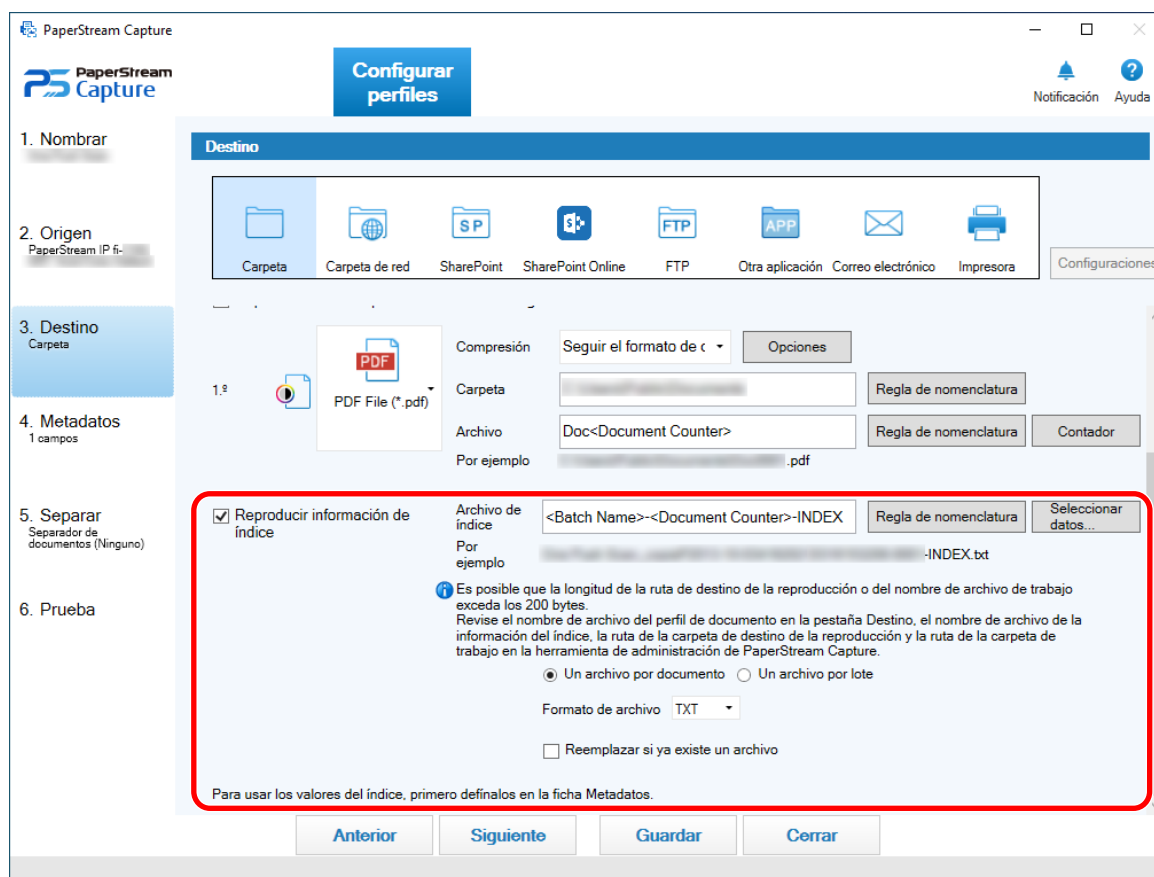 PaperStream Capture
PaperStream
Capture
Configurar
perfiles
Notificación
Ayuda
1. Nombrar
2. Origen
PaperStream IP fi-
3. Destino
Carpeta
4. Metadatos
1 campos
5. Separar
Separador de
documentos (Ninguno)
6. Prueba
Destino
SP
FTP
APP
Carpeta
Carpeta de red
SharePoint
SharePoint Online
FTP
Otra aplicación
Correo electrónico
Impresora
Configuraciones
1.º
PDF
PDF File (*.pdf)
Compresión
Seguir el formato de c
Opciones
Carpeta
Regla de nomenclatura
Archivo
Doc<Document Counter>
Regla de nomenclatura
Contador
Por ejemplo
.pdf
Reproducir información de
índice
Archivo de
índice
<Batch Name>-<Document Counter>-INDEX
Regla de nomenclatura
Seleccionar
datos...
Por
ejemplo
-INDEX.txt
Es posible que la longitud de la ruta de destino de la reproducción o del nombre de archivo de trabajo
exceda los 200 bytes.
Revise el nombre de archivo del perfil de documento en la pestaña Destino, el nombre de archivo de la
información del índice, la ruta de la carpeta de destino de la reproducción y la ruta de la carpeta de
trabajo en la herramienta de administración de PaperStream Capture.
Un archivo por documento
Un archivo por lote
Formato de archivo
TXT
Reemplazar si ya existe un archivo
Para usar los valores del índice, primero defínalos en la ficha Metadatos.
Anterior
Siguiente
Guardar
Cerrar